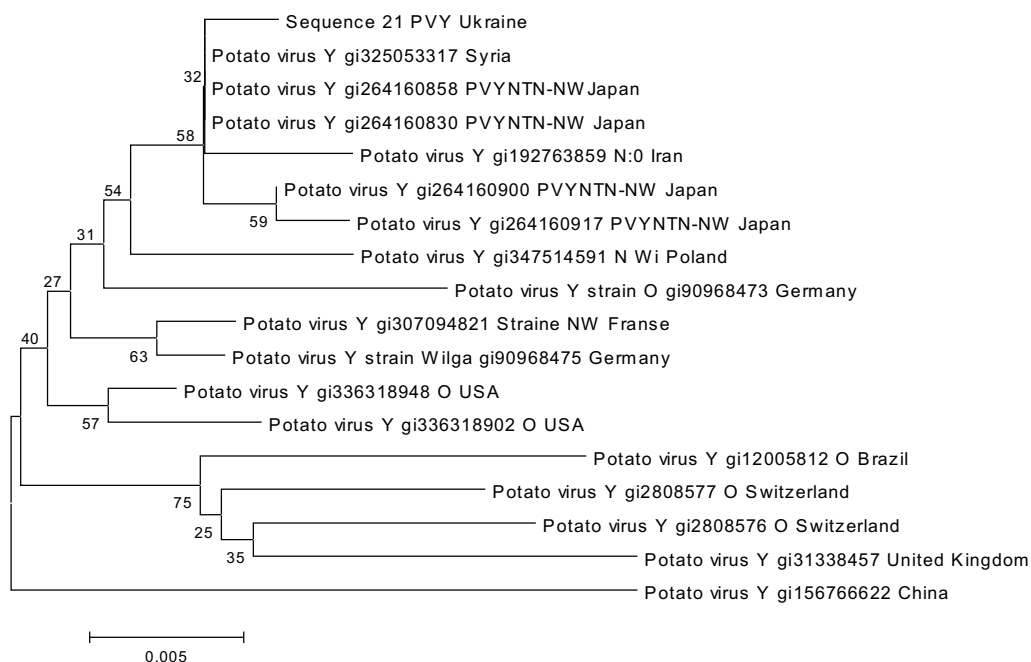 Sequence 21 PVY Ukraine
Potato virus Y gi325053317 Syria
32
Potato virus Y gi264160858 PVYNTN-NW Japan
Potato virus Y gi264160830 PVYNTN-NW Japan
58
Potato virus Y gi192763859 N:0 Iran
54
Potato virus Y gi264160900 PVYNTN-NW Japan
59
Potato virus Y gi264160917 PVYNTN-NW Japan
31
Potato virus Y gi347514591 N Wi Poland
27
Potato virus Y strain O gi90968473 Germany
Potato virus Y gi307094821 Straine NW Franse
40
63
Potato virus Y strain Wilga gi90968475 Germany
Potato virus Y gi336318948 O USA
57
Potato virus Y gi336318902 O USA
Potato virus Y gi12005812 O Brazil
75
Potato virus Y gi2808577 O Switzerland
25
Potato virus Y gi2808576 O Switzerland
35
Potato virus Y gi31338457 United Kingdom
Potato virus Y gi156766622 China
0.005